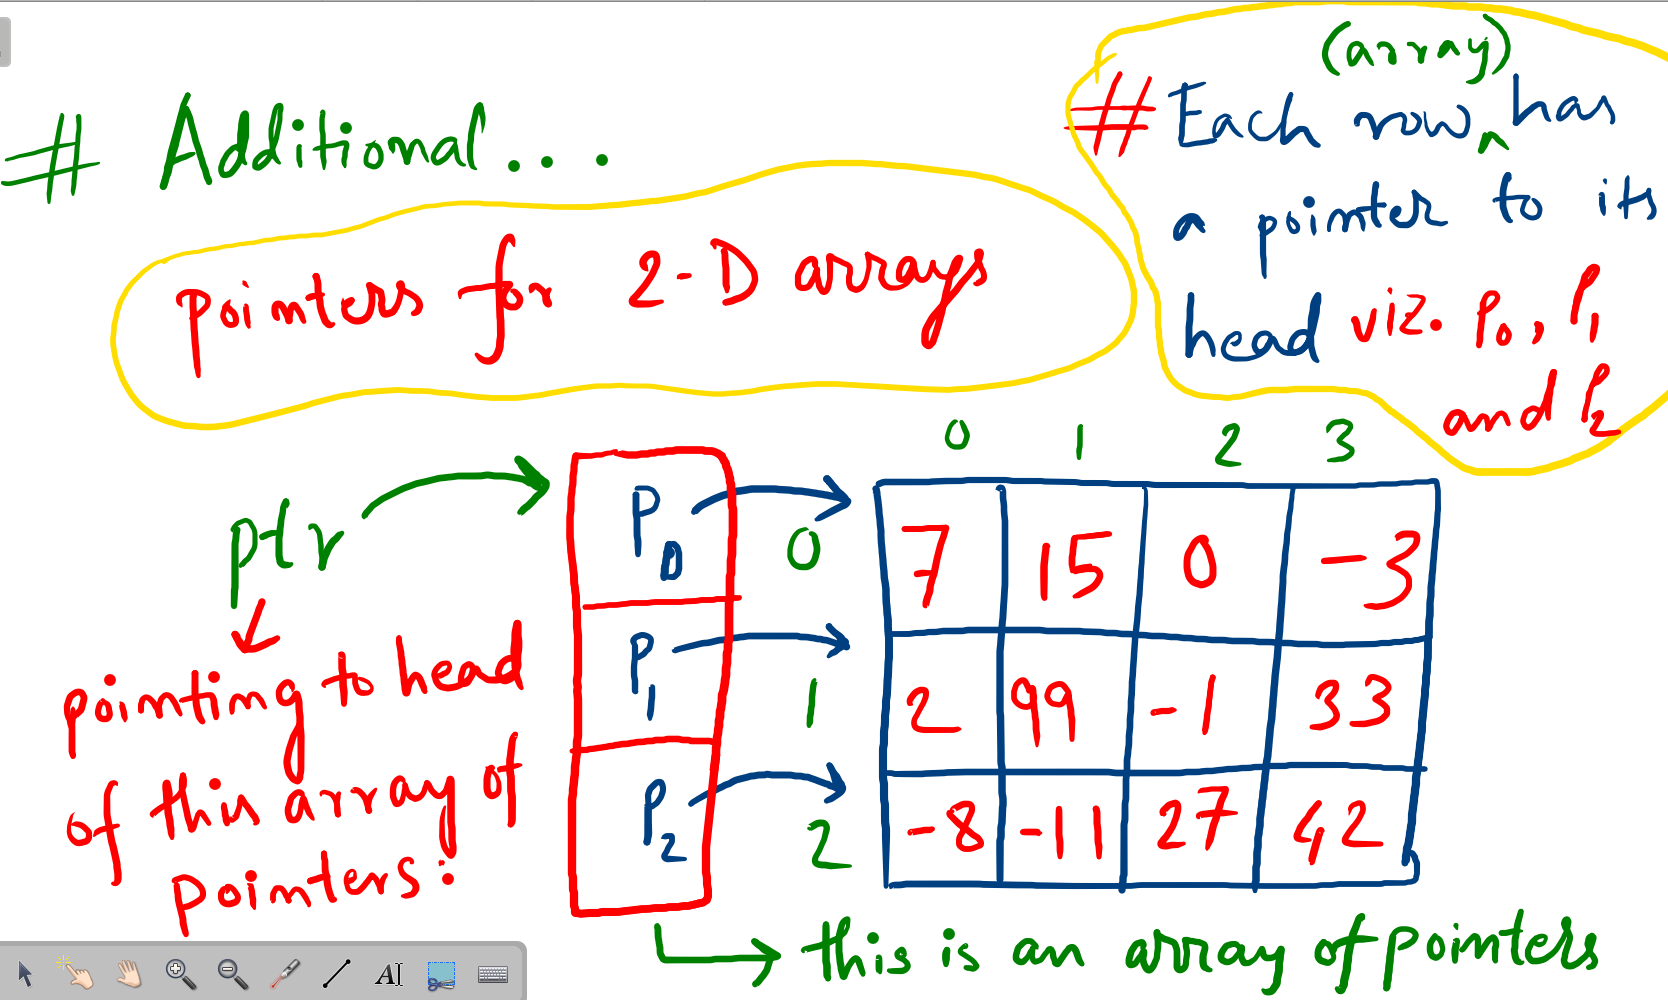 # Additional...
pointers for 2-D arrays
(array)
# Each row ^ has
a pointer to its
head viz. P0, P1
and P2
ptr
pointing to head
of this array of
pointers:
P0
P1
P2
0 1 2 3
0 7 15 0 -3
1 2 99 -1 33
2 -8 -11 27 42
this is an array of pointers
AI